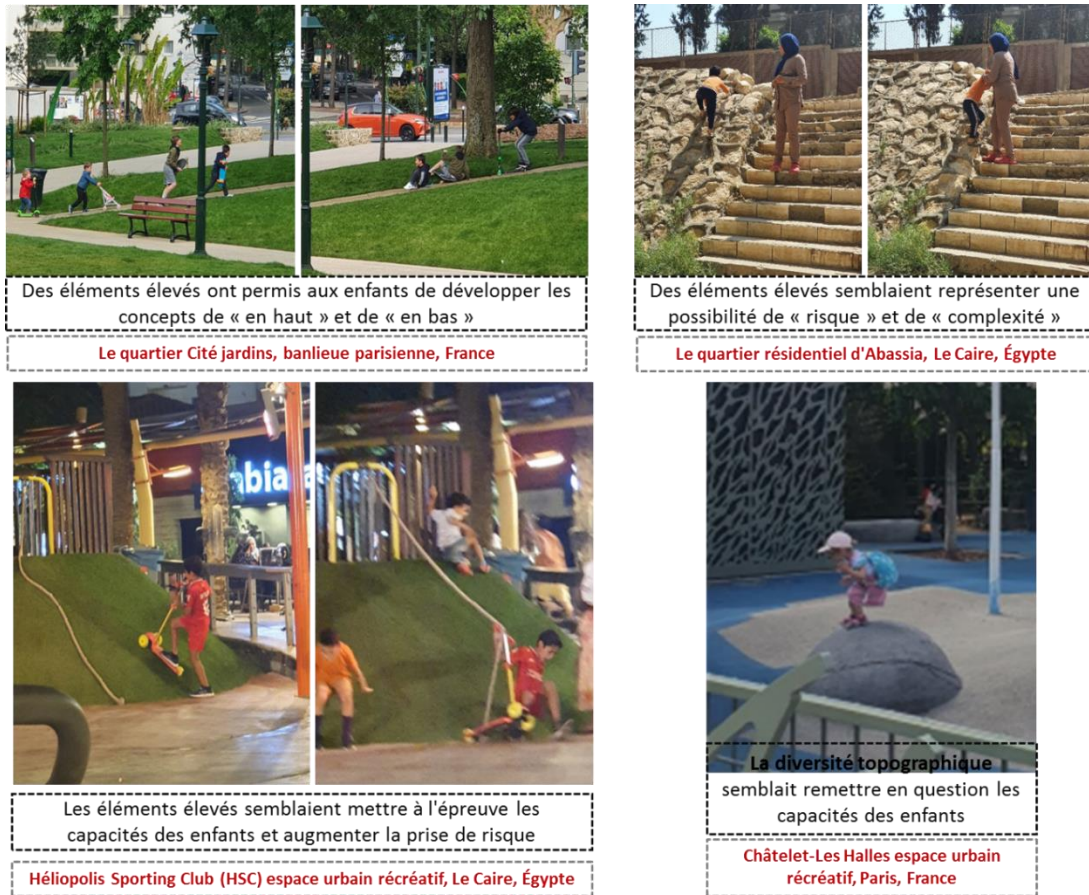 Des éléments élevés ont permis aux enfants de développer les
concepts de « en haut » et de « en bas »
Le quartier Cité jardins, banlieue parisienne, France
Des éléments élevés semblaient représenter une
possibilité de « risque » et de « complexité »
Le quartier résidentiel d'Abassia, Le Caire, Égypte
abia
Les éléments élevés semblaient mettre à l'épreuve les
capacités des enfants et augmenter la prise de risque
Héliopolis Sporting Club (HSC) espace urbain récréatif, Le Caire, Égypte
La diversité topographique
semblait remettre en question les
capacités des enfants
Châtelet-Les Halles espace urbain
récréatif, Paris, France